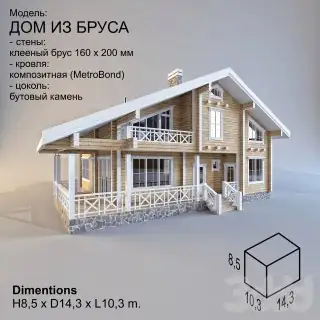 Модель:
ДОМ ИЗ БРУСА
- стены:
клееный брус 160 х 200 мм
- кровля:
композитная (MetroBond)
- цоколь:
бутовый камень
8,5
10,3
14,3
Dimentions
H8,5 x D14,3 x L10,3 m.